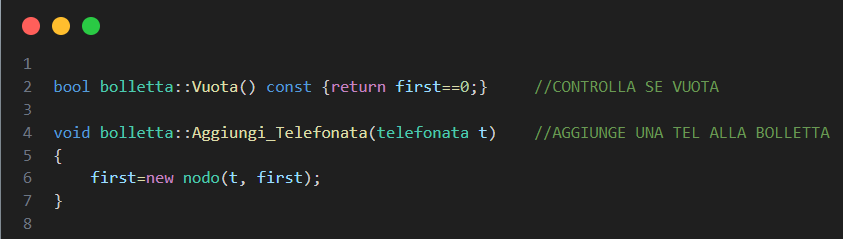 1
2 bool bolletta::Vuota() const {return first==0;} //CONTROLLA SE VUOTA
3
4 void bolletta::Aggiungi_Telefonata(telefonata t) //AGGIUNGE UNA TEL ALLA BOLLETTA
5 {
6 first=new nodo(t, first);
7 }
8